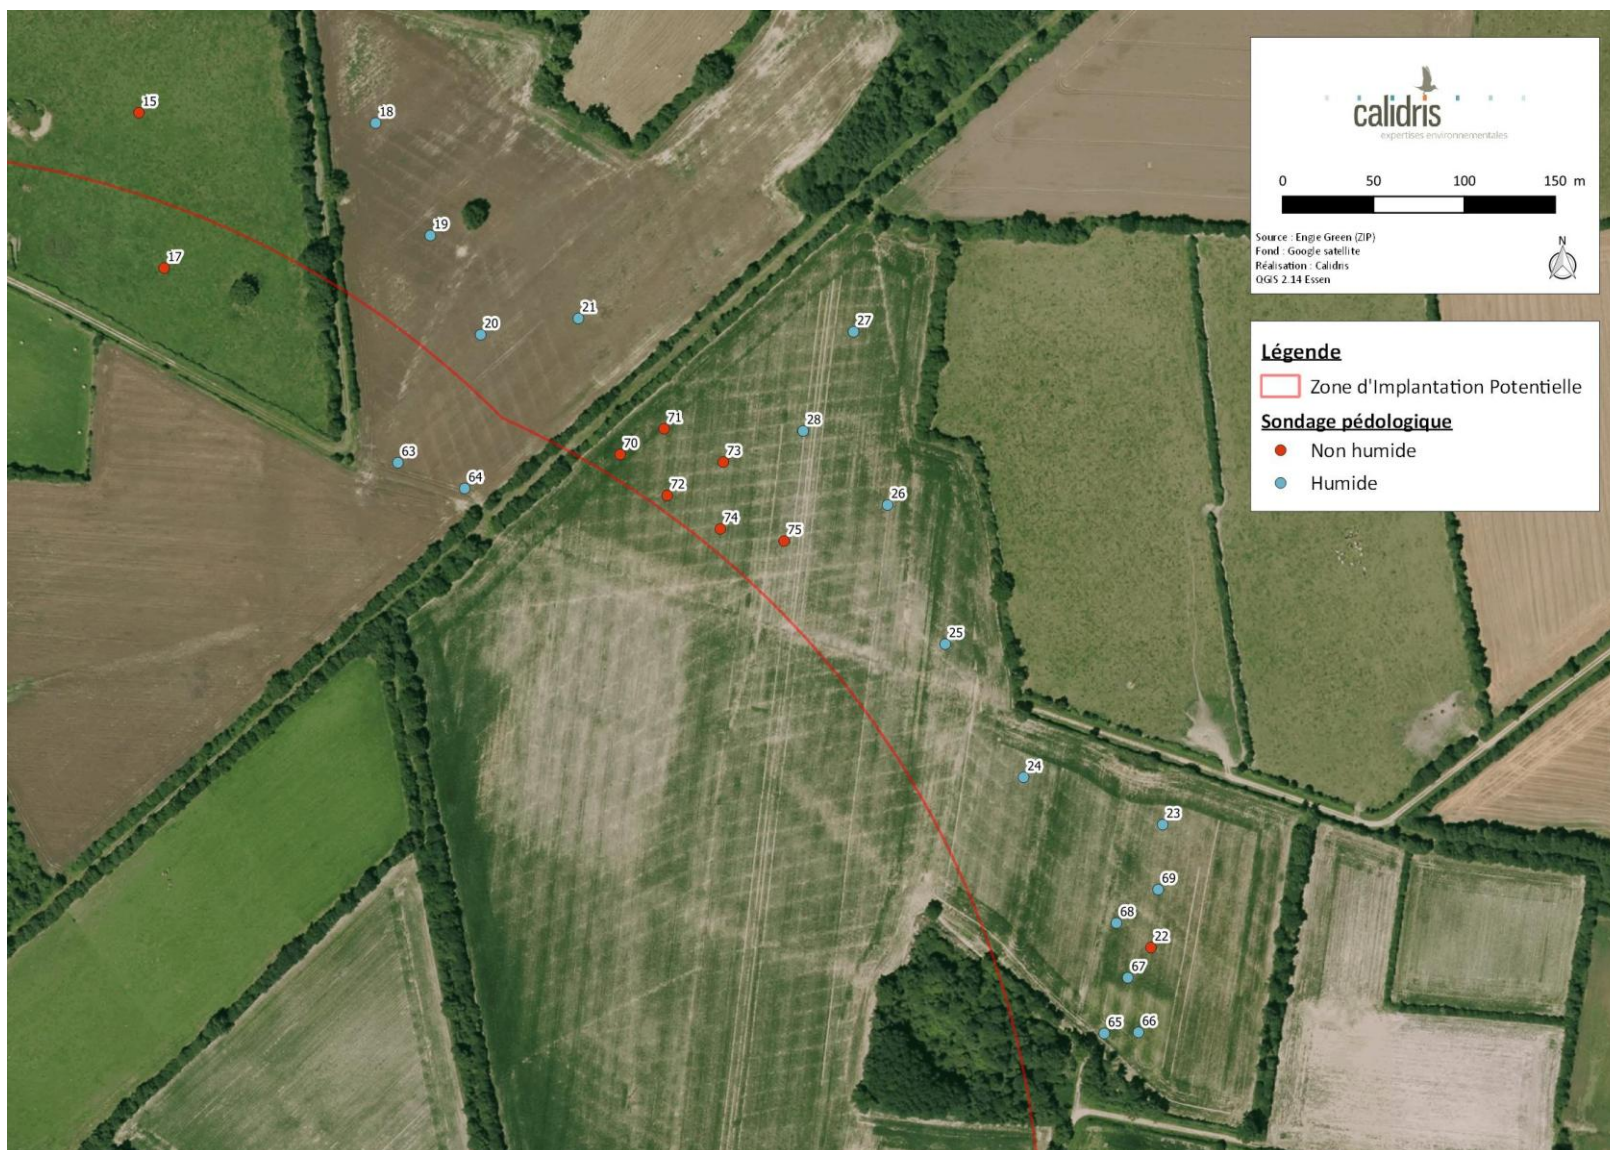 15
18
19
17
20
21
27
71
28
70
73
63
64
72
26
74
75
25
24
23
69
68
22
67
65
66
calidris
expertises environnementales
0 50 100 150 m
Source : Engie Green (ZIP)
Fond : Google satellite
Réalisation : Calidris
QGIS 2.14 Essen
N
Légende
Zone d'Implantation Potentielle
Sondage pédologique
Non humide
Humide